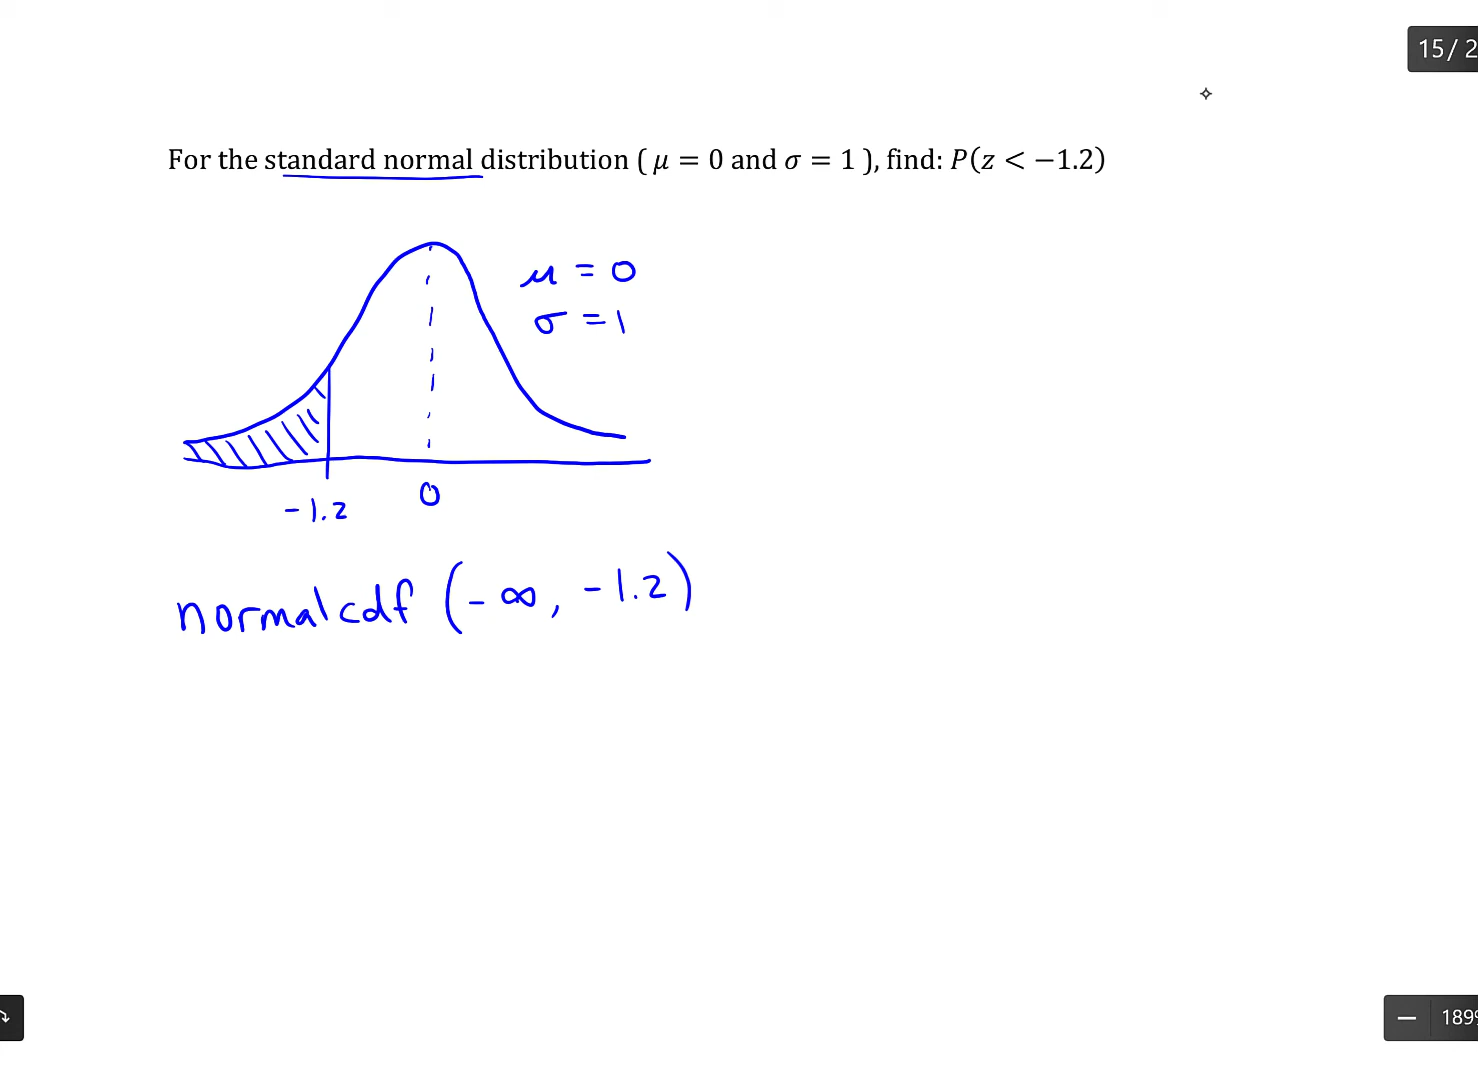 15 / 2
For the standard normal distribution ( μ = 0 and σ = 1 ), find: P(z < −1.2)
μ = 0
σ = 1
-1.2
0
normalcdf (-∞, -1.2)
189%